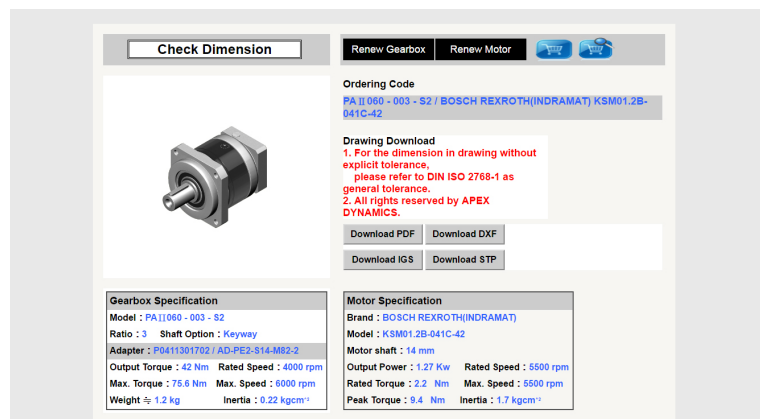 Check Dimension
Renew Gearbox Renew Motor
Ordering Code
PAⅡ060 - 003 - S2 / BOSCH REXROTH(INDRAMAT) KSM01.2B-
041C-42
Drawing Download
1. For the dimension in drawing without
explicit tolerance,
please refer to DIN ISO 2768-1 as
general tolerance.
2. All rights reserved by APEX
DYNAMICS.
Download PDF Download DXF
Download IGS Download STP
Gearbox Specification
Model：PAⅡ060 - 003 - S2
Ratio：3 Shaft Option：Keyway
Adapter：P0411301702 / AD-PE2-S14-M82-2
Output Torque：42 Nm Rated Speed：4000 rpm
Max. Torque：75.6 Nm Max. Speed：6000 rpm
Weight ≒ 1.2 kg Inertia：0.22 kgcm⁻²
Motor Specification
Brand：BOSCH REXROTH(INDRAMAT)
Model：KSM01.2B-041C-42
Motor shaft：14 mm
Output Power：1.27 Kw Rated Speed：5500 rpm
Rated Torque：2.2 Nm Max. Speed：5500 rpm
Peak Torque：9.4 Nm Inertia：1.7 kgcm⁻²